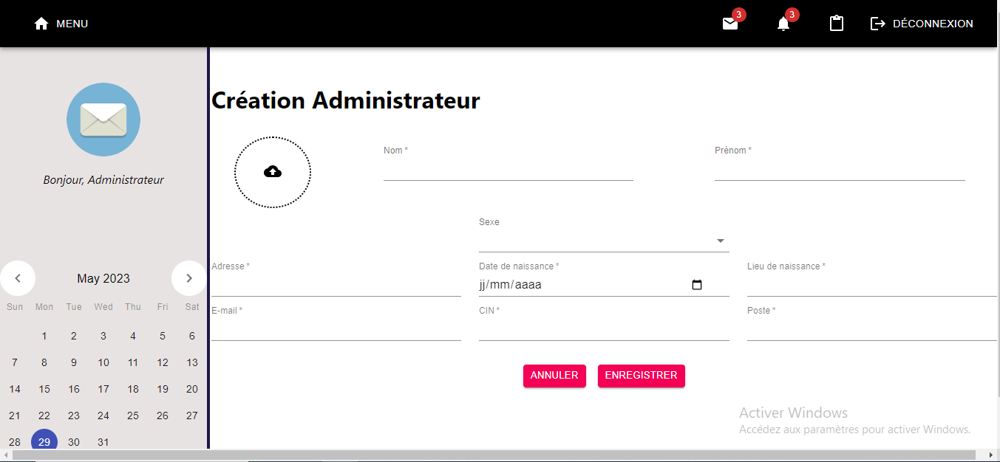 MENU
3
3
DÉCONNEXION
Bonjour, Administrateur
May 2023
Sun Mon Tue Wed Thu Fri Sat
1 2 3 4 5 6
7 8 9 10 11 12 13
14 15 16 17 18 19 20
21 22 23 24 25 26 27
28 29 30 31
Création Administrateur
Nom *
Prénom *
Sexe
Adresse *
Date de naissance *
Lieu de naissance *
jj/mm/aaaa
E-mail *
CIN *
Poste *
ANNULER
ENREGISTRER
Activer Windows
Accédez aux paramètres pour activer Windows.